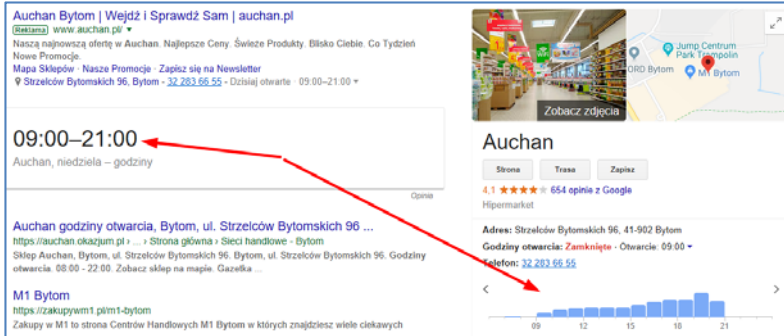 Auchan Bytom | Wejdź i Sprawdź Sam | auchan.pl
Reklama www.auchan.pl/ ▼
Naszą najnowszą ofertę w Auchan. Najlepsze Ceny. Świeze Produkty. Blisko Ciebie. Co Tydzień
Nowe Promocje.
Mapa Sklepów · Nasze Promocje · Zapisz się na Newsletter
Strzelców Bytomskich 96, Bytom - 32 283 66 55 - Dzisiaj otwarte · 09:00–21:00 ▾
09:00–21:00
Auchan, niedziela – godziny
Opinie
Auchan godziny otwarcia, Bytom, ul. Strzelców Bytomskich 96 ...
https://auchan.okazjum.pl › ... › Strona główna › Sieci handlowe - Bytom
Sklep Auchan, Bytom, ul. Strzelców Bytomskich 96. Bytom, ul. Strzelców Bytomskich 96. Godziny
otwarcia. 08:00 - 22:00. Zobacz sklep na mapie. Gazetka ...
M1 Bytom
https://zakupywm1.pl/m1-bytom
Zakupy w M1 to strona Centrów Handlowych M1 Bytom w których znajdziesz wiele ciekawych
Zobacz zdjęcia
Jump Centrum
Park Trampolin
ORD Bytom
M1 Bytom
Auchan
Strona Trasa Zapisz
4,1 ★★★★★ 654 opinie z Google
Hipermarket
Adres: Strzelców Bytomskich 96, 41-902 Bytom
Godziny otwarcia: Zamknięte · Otwarcie: 09:00 ▾
Telefon: 32 283 66 55
09 12 15 18 21